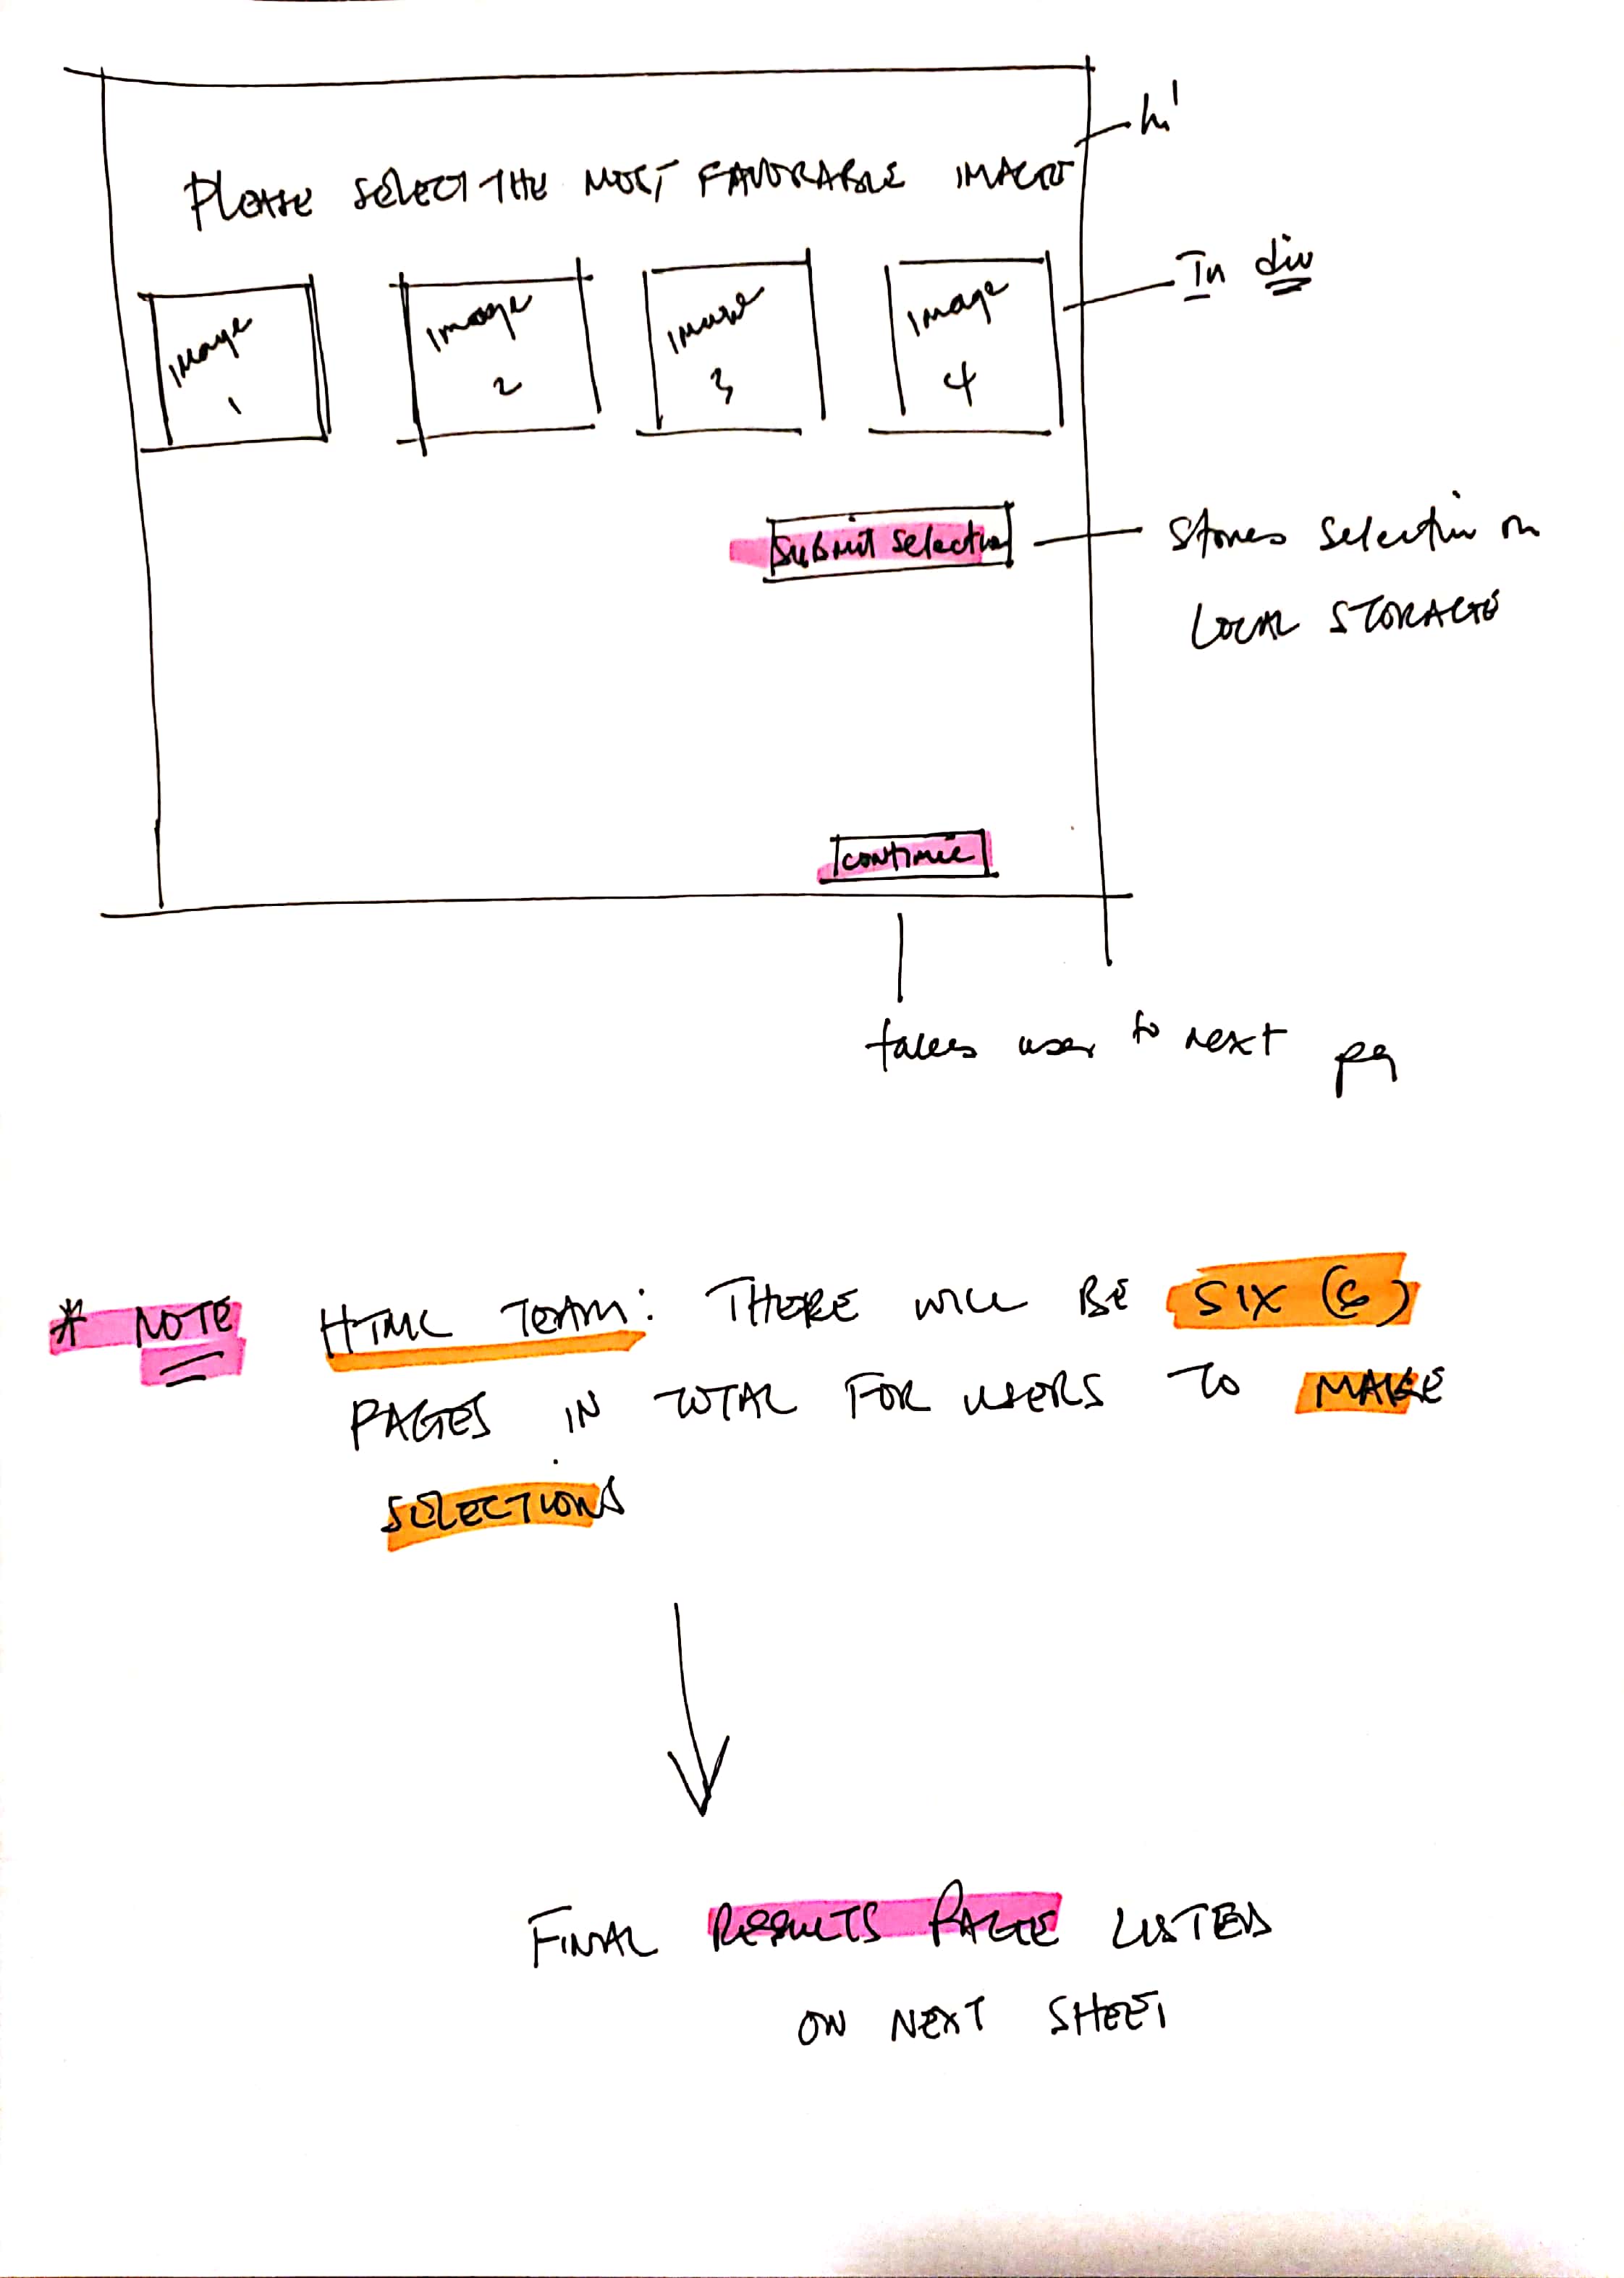 h1
PLEASE SELECT THE MOST FAVORABLE IMAGE
In div
Image 1
Image 2
Image 3
Image 4
Submit Selection
Stores selection on
LOCAL STORAGE
continue
takes user to next pg
* NOTE HTML TEAM: THERE WILL BE SIX (6)
PAGES IN TOTAL FOR USERS TO MAKE
SELECTIONS
FINAL RESULTS PAGE LISTED
ON NEXT SHEET